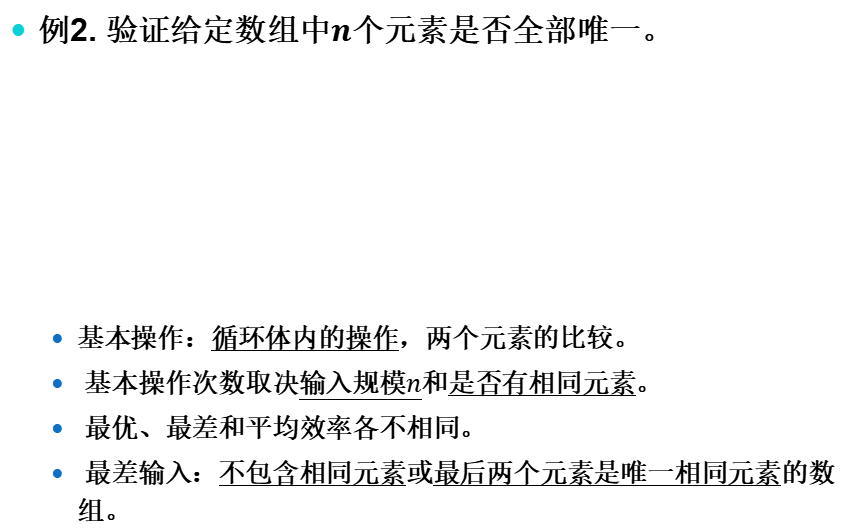 例2. 验证给定数组中n个元素是否全部唯一。
基本操作：循环体内的操作，两个元素的比较。
基本操作次数取决输入规模n和是否有相同元素。
最优、最差和平均效率各不相同。
最差输入：不包含相同元素或最后两个元素是唯一相同元素的数
组。